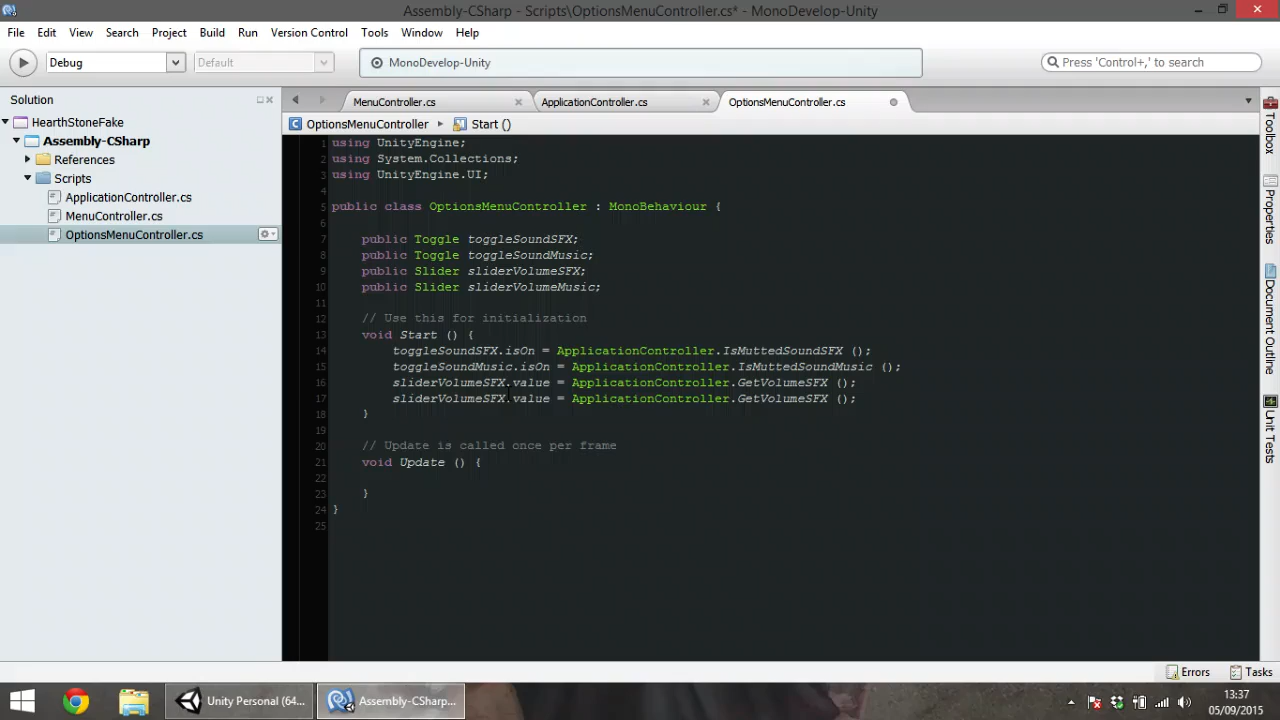 Assembly-CSharp - Scripts\OptionsMenuController.cs* - MonoDevelop-Unity
File Edit View Search Project Build Run Version Control Tools Window Help
Debug Default MonoDevelop-Unity Press 'Control+,' to search
Solution
HearthStoneFake
Assembly-CSharp
References
Scripts
ApplicationController.cs
MenuController.cs
OptionsMenuController.cs
MenuController.cs ApplicationController.cs OptionsMenuController.cs
OptionsMenuController Start ()
1 using UnityEngine;
2 using System.Collections;
3 using UnityEngine.UI;
4
5 public class OptionsMenuController : MonoBehaviour {
6
7 public Toggle toggleSoundSFX;
8 public Toggle toggleSoundMusic;
9 public Slider sliderVolumeSFX;
10 public Slider sliderVolumeMusic;
11
12 // Use this for initialization
13 void Start () {
14 toggleSoundSFX.isOn = ApplicationController.IsMuttedSoundSFX ();
15 toggleSoundMusic.isOn = ApplicationController.IsMuttedSoundMusic ();
16 sliderVolumeSFX.value = ApplicationController.GetVolumeSFX ();
17 sliderVolumeSFX.value = ApplicationController.GetVolumeSFX ();
18 }
19
20 // Update is called once per frame
21 void Update () {
22
23 }
24 }
25
Toolbox
Properties
Document Outline
Unit Tests
Errors Tasks
Unity Personal (64... Assembly-CSharp...
13:37
05/09/2015